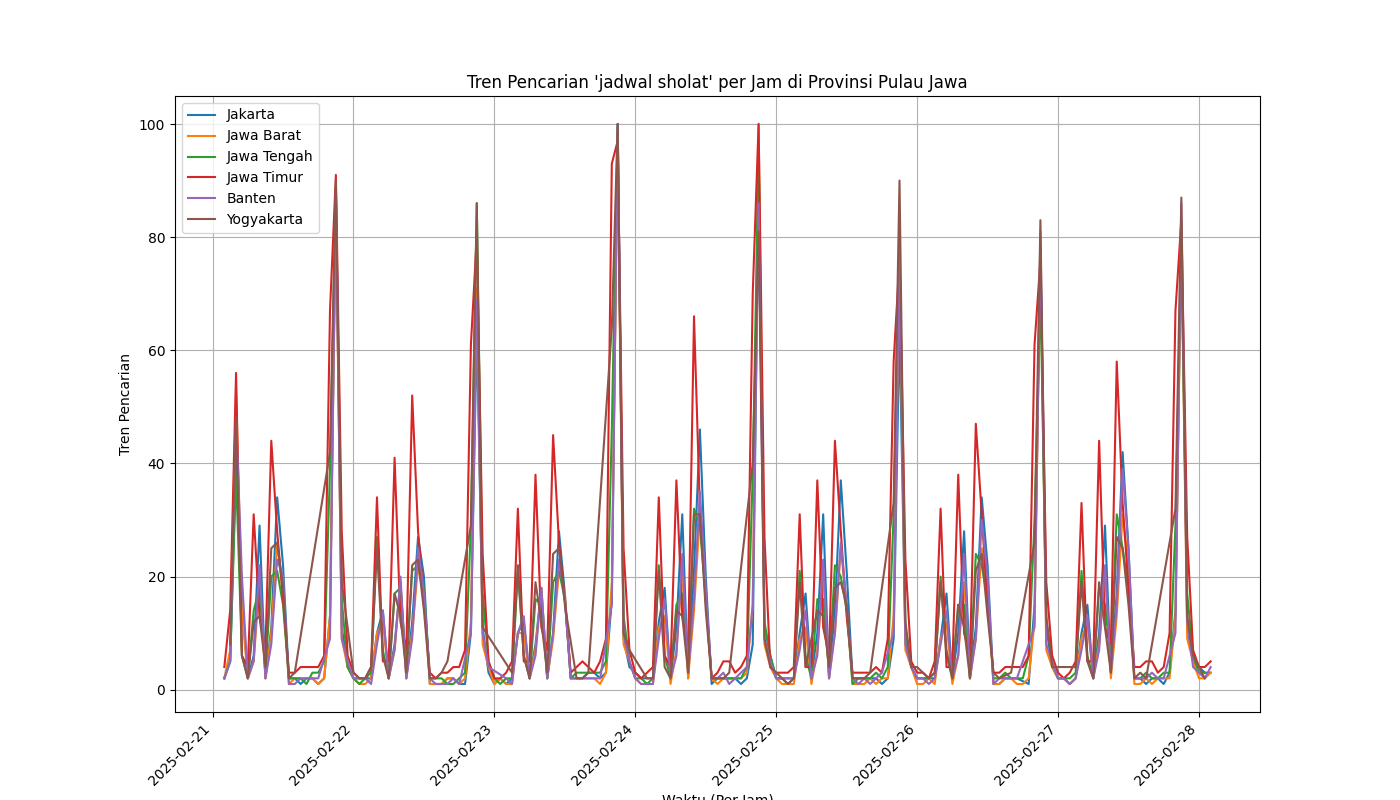 Tren Pencarian 'jadwal sholat' per Jam di Provinsi Pulau Jawa
Jakarta
Jawa Barat
Jawa Tengah
Jawa Timur
Banten
Yogyakarta
100
80
60
40
20
0
Tren Pencarian
2025-02-21
2025-02-22
2025-02-23
2025-02-24
2025-02-25
2025-02-26
2025-02-27
2025-02-28
Waktu (Per Jam)